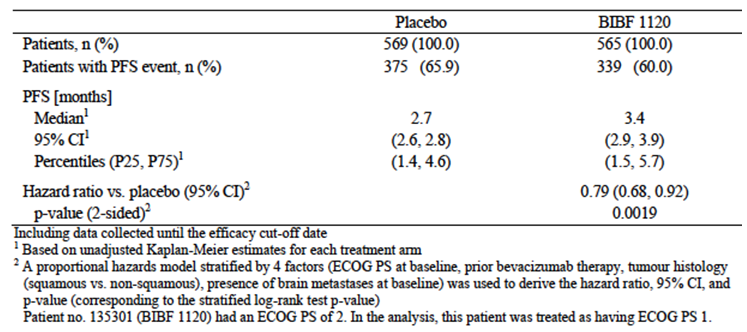 Placebo BIBF 1120
Patients, n (%) 569 (100.0) 565 (100.0)
Patients with PFS event, n (%) 375 (65.9) 339 (60.0)
PFS [months]
Median1 2.7 3.4
95% CI1 (2.6, 2.8) (2.9, 3.9)
Percentiles (P25, P75)1 (1.4, 4.6) (1.5, 5.7)
Hazard ratio vs. placebo (95% CI)2 0.79 (0.68, 0.92)
p-value (2-sided)2 0.0019
Including data collected until the efficacy cut-off date
1 Based on unadjusted Kaplan-Meier estimates for each treatment arm
2 A proportional hazards model stratified by 4 factors (ECOG PS at baseline, prior bevacizumab therapy, tumour histology
(squamous vs. non-squamous), presence of brain metastases at baseline) was used to derive the hazard ratio, 95% CI, and
p-value (corresponding to the stratified log-rank test p-value)
Patient no. 135301 (BIBF 1120) had an ECOG PS of 2. In the analysis, this patient was treated as having ECOG PS 1.